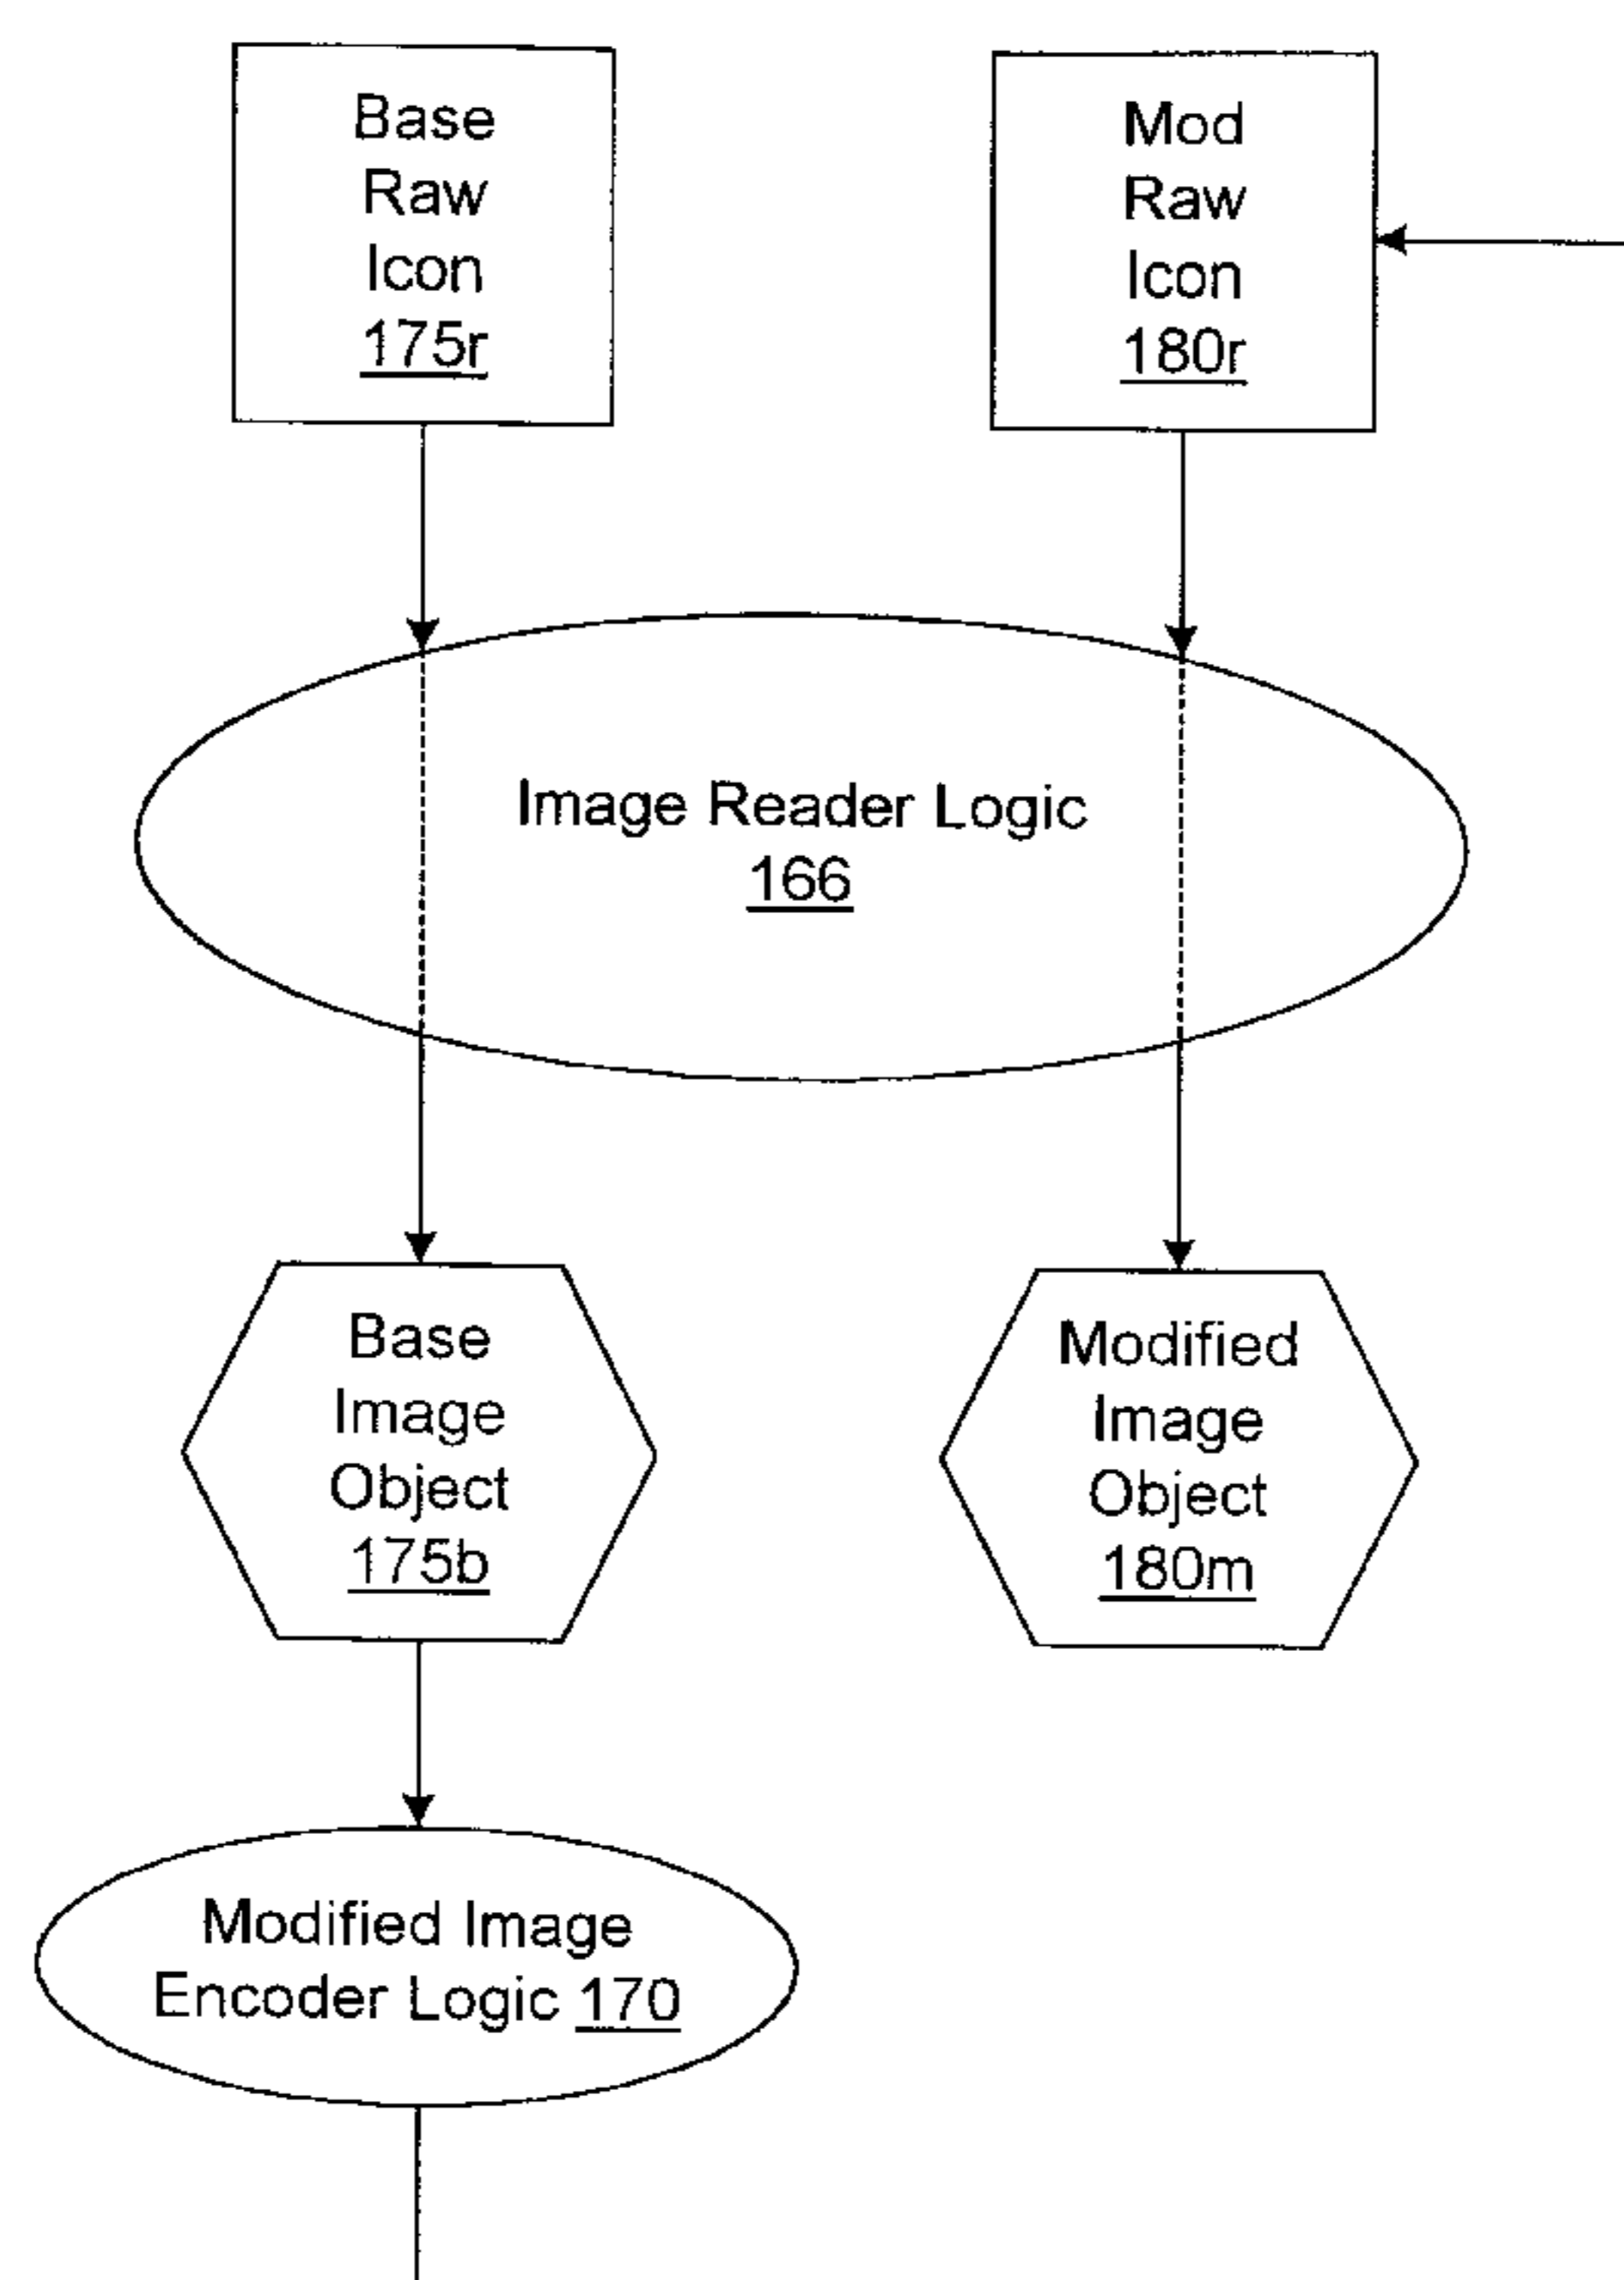 Base
Raw
Icon
175r
Mod
Raw
Icon
180r
Image Reader Logic
166
Base
Image
Object
175b
Modified
Image
Object
180m
Modified Image
Encoder Logic 170